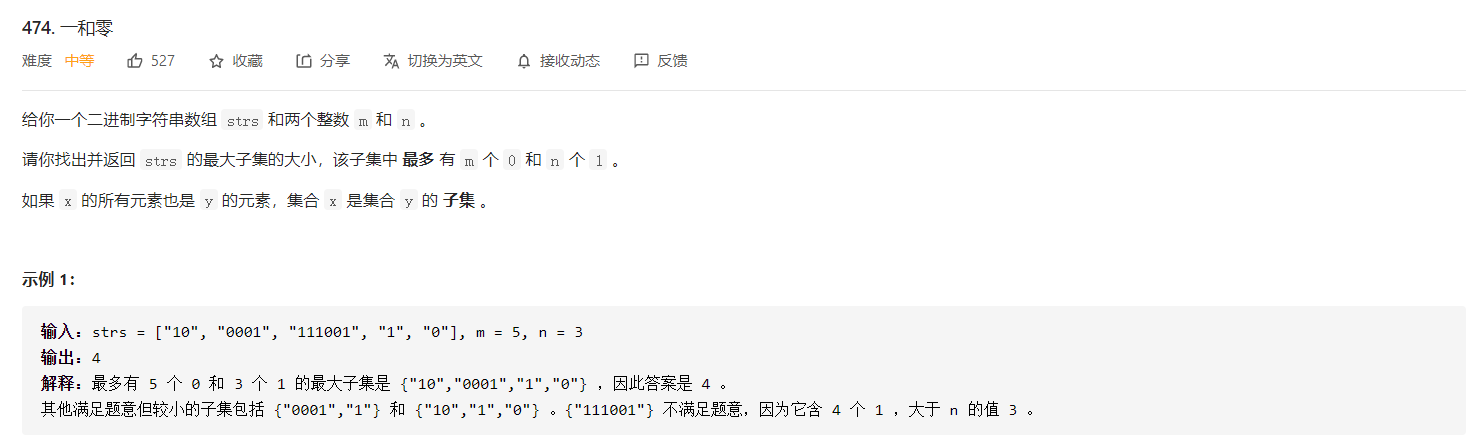 474. 一和零
难度 中等 527 收藏 分享 切换为英文 接收动态 反馈
给你一个二进制字符串数组 strs 和两个整数 m 和 n 。
请你找出并返回 strs 的最大子集的大小，该子集中 最多 有 m 个 0 和 n 个 1 。
如果 x 的所有元素也是 y 的元素，集合 x 是集合 y 的 子集 。
示例 1：
输入：strs = ["10", "0001", "111001", "1", "0"], m = 5, n = 3
输出：4
解释：最多有 5 个 0 和 3 个 1 的最大子集是 {"10","0001","1","0"} ，因此答案是 4 。
其他满足题意但较小的子集包括 {"0001","1"} 和 {"10","1","0"} 。{"111001"} 不满足题意，因为它含 4 个 1 ，大于 n 的值 3 。